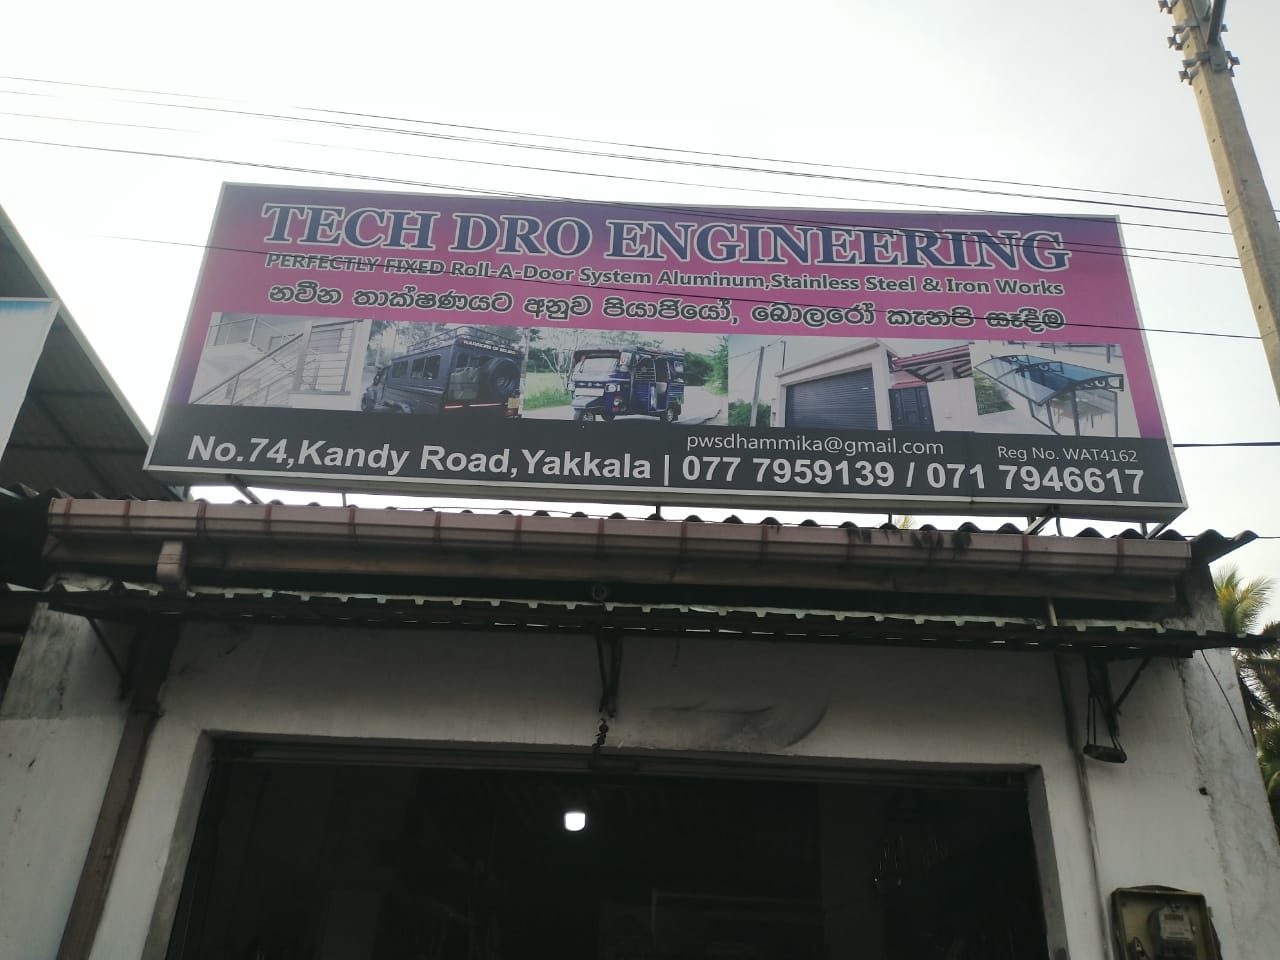 TECH DRO ENGINEERING
PERFECTLY FIXED Roll-A-Door System Aluminum,Stainless Steel & Iron Works
නවීන තාක්ෂණයට අනුව පියාජියෝ, බොලරෝ කැනපි සෑදීම
pwsdhammika@gmail.com
Reg No. WAT4162
No.74,Kandy Road,Yakkala | 077 7959139 / 071 7946617